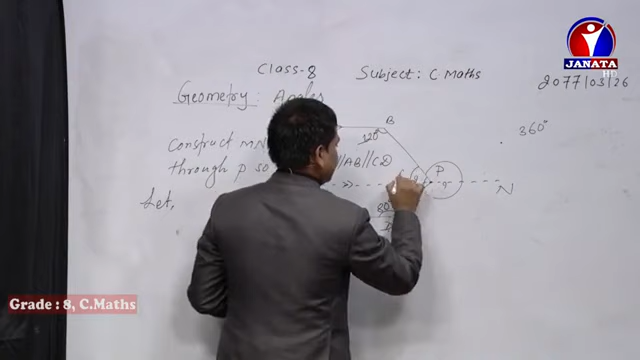 JANATA
HD
Class-8 Subject: C Maths 2077/03/26
Geometry: Angles
B
360°
120°
Construct MN
//AB//CD
through P so
P
N
Let,
80
Grade : 8, C.Maths